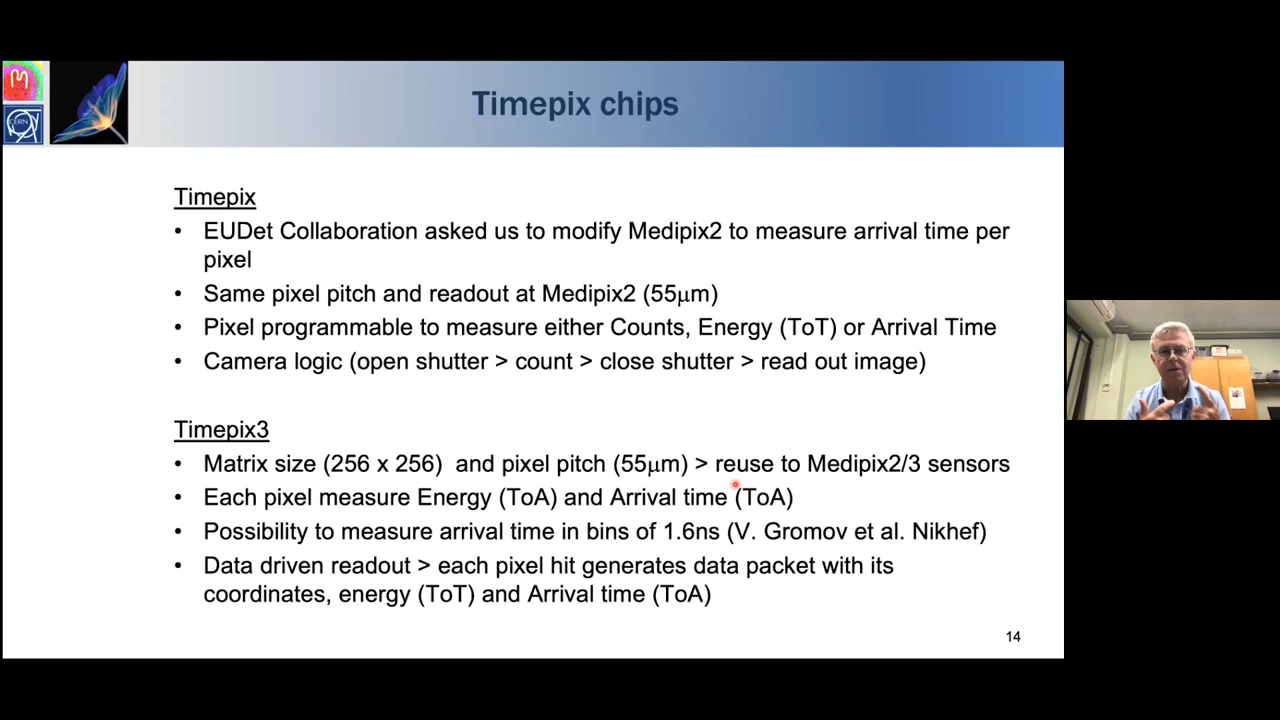 Timepix chips
Timepix
• EUDet Collaboration asked us to modify Medipix2 to measure arrival time per
pixel
• Same pixel pitch and readout at Medipix2 (55μm)
• Pixel programmable to measure either Counts, Energy (ToT) or Arrival Time
• Camera logic (open shutter > count > close shutter > read out image)
Timepix3
• Matrix size (256 x 256) and pixel pitch (55μm) > reuse to Medipix2/3 sensors
• Each pixel measure Energy (ToA) and Arrival time (ToA)
• Possibility to measure arrival time in bins of 1.6ns (V. Gromov et al. Nikhef)
• Data driven readout > each pixel hit generates data packet with its
coordinates, energy (ToT) and Arrival time (ToA)
14
M
CERN